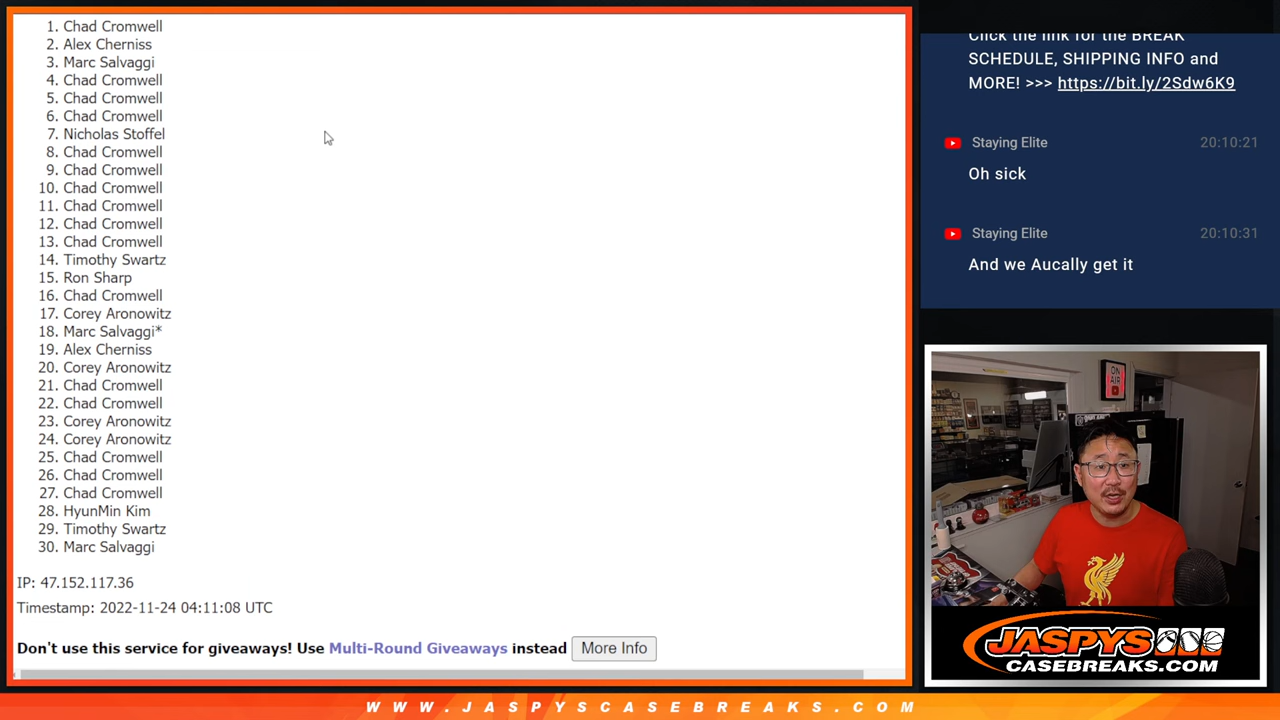 1. Chad Cromwell
2. Alex Cherniss
3. Marc Salvaggi
4. Chad Cromwell
5. Chad Cromwell
6. Chad Cromwell
7. Nicholas Stoffel
8. Chad Cromwell
9. Chad Cromwell
10. Chad Cromwell
11. Chad Cromwell
12. Chad Cromwell
13. Chad Cromwell
14. Timothy Swartz
15. Ron Sharp
16. Chad Cromwell
17. Corey Aronowitz
18. Marc Salvaggi*
19. Alex Cherniss
20. Corey Aronowitz
21. Chad Cromwell
22. Chad Cromwell
23. Corey Aronowitz
24. Corey Aronowitz
25. Chad Cromwell
26. Chad Cromwell
27. Chad Cromwell
28. HyunMin Kim
29. Timothy Swartz
30. Marc Salvaggi
IP: 47.152.117.36
Timestamp: 2022-11-24 04:11:08 UTC
Don't use this service for giveaways! Use Multi-Round Giveaways instead More Info
Click the link for the BREAK
SCHEDULE, SHIPPING INFO and
MORE! >>> https://bit.ly/2Sdw6K9
Staying Elite 20:10:21
Oh sick
Staying Elite 20:10:31
And we Aucally get it
ON
AIR
JASPYS
CASEBREAKS.COM
WWW.JASPYSCASEBREAKS.COM